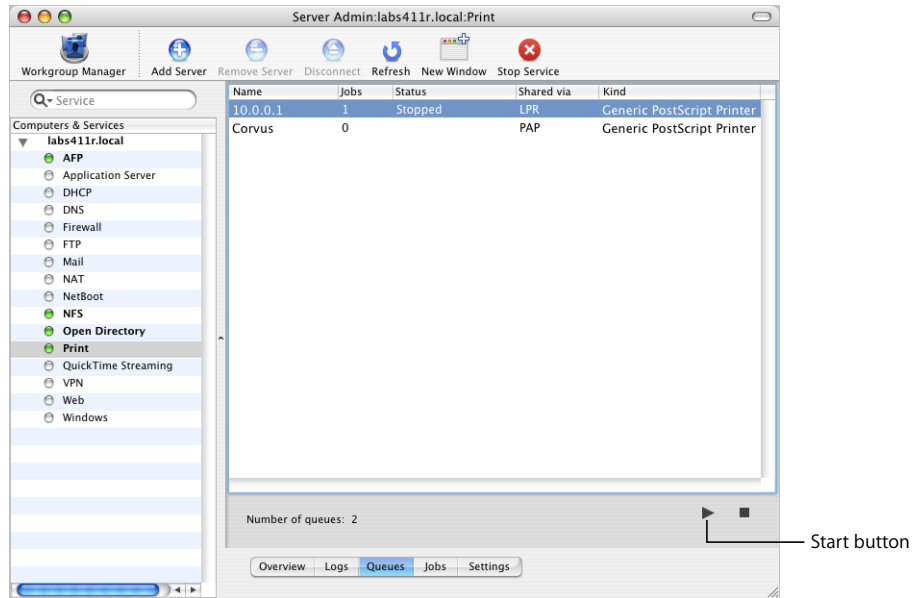 Server Admin:labs411r.local:Print
Workgroup Manager Add Server Remove Server Disconnect Refresh New Window Stop Service
Service
Computers & Services
labs411r.local
AFP
Application Server
DHCP
DNS
Firewall
FTP
Mail
NAT
NetBoot
NFS
Open Directory
Print
QuickTime Streaming
VPN
Web
Windows
Name Jobs Status Shared via Kind
10.0.0.1 1 Stopped LPR Generic PostScript Printer
Corvus 0 PAP Generic PostScript Printer
Number of queues: 2
Start button
Overview Logs Queues Jobs Settings